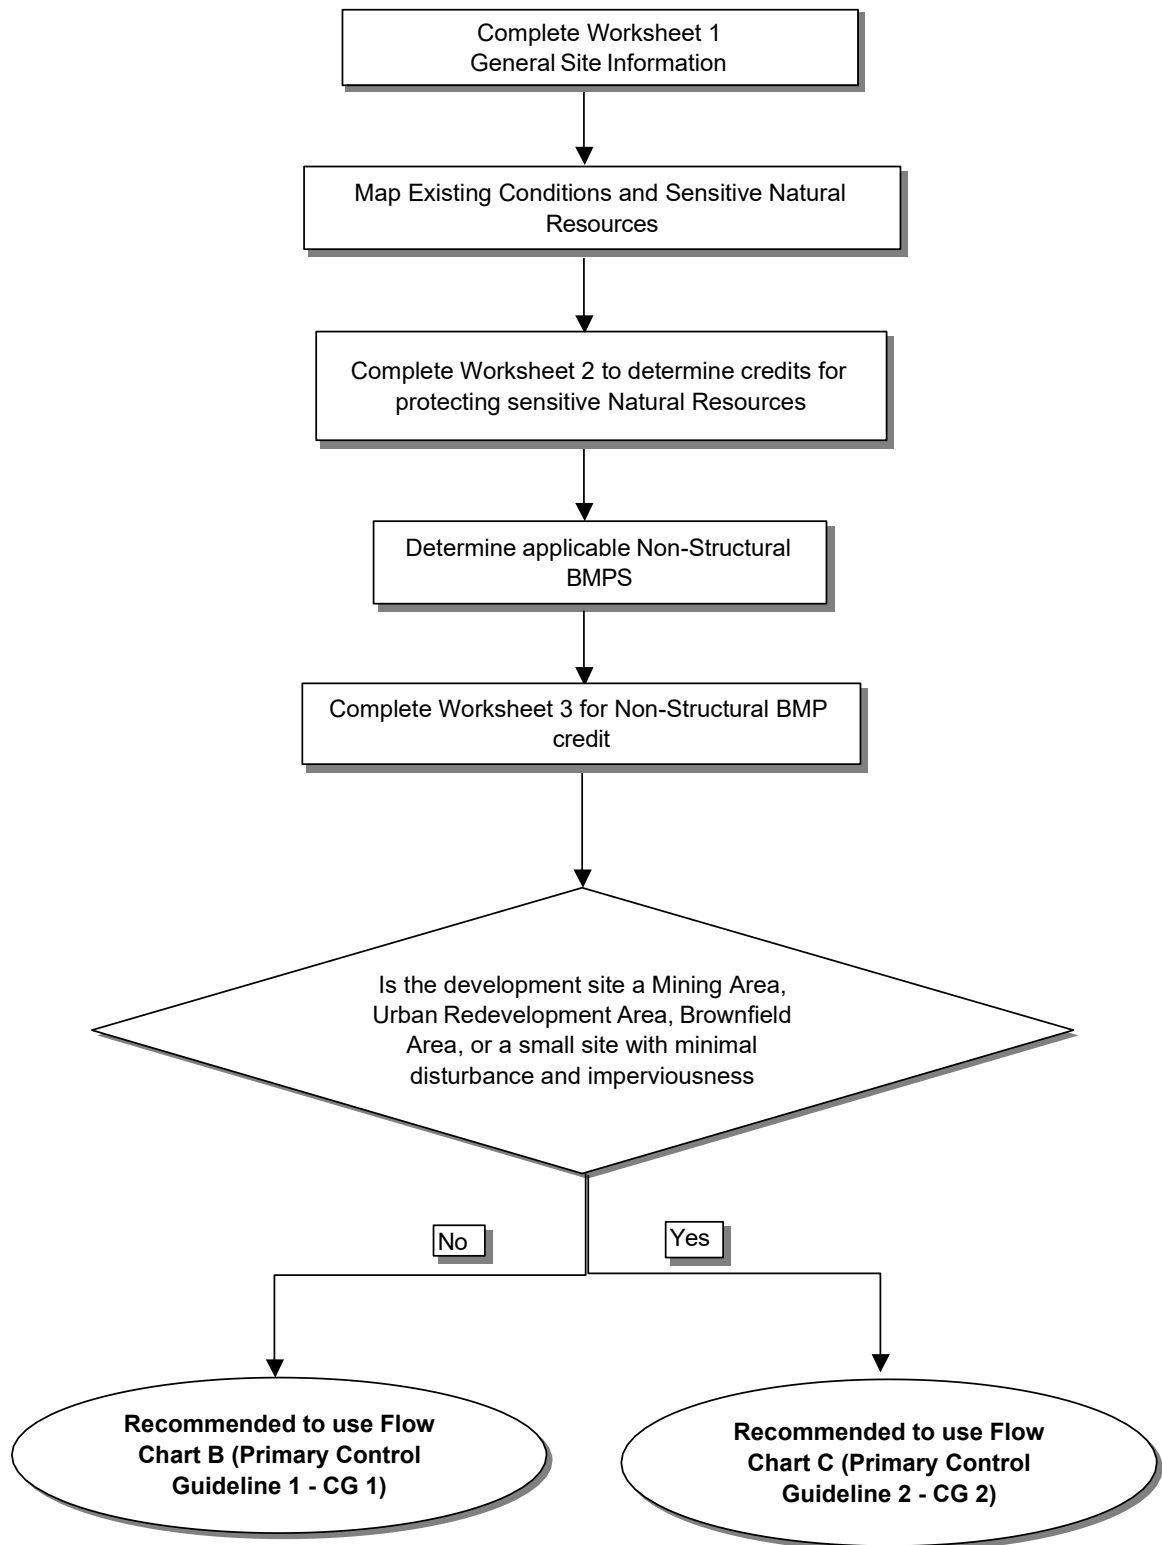 Complete Worksheet 1
General Site Information
Map Existing Conditions and Sensitive Natural
Resources
Complete Worksheet 2 to determine credits for
protecting sensitive Natural Resources
Determine applicable Non-Structural
BMPS
Complete Worksheet 3 for Non-Structural BMP
credit
Is the development site a Mining Area,
Urban Redevelopment Area, Brownfield
Area, or a small site with minimal
disturbance and imperviousness
No
Yes
Recommended to use Flow
Chart B (Primary Control
Guideline 1 - CG 1)
Recommended to use Flow
Chart C (Primary Control
Guideline 2 - CG 2)